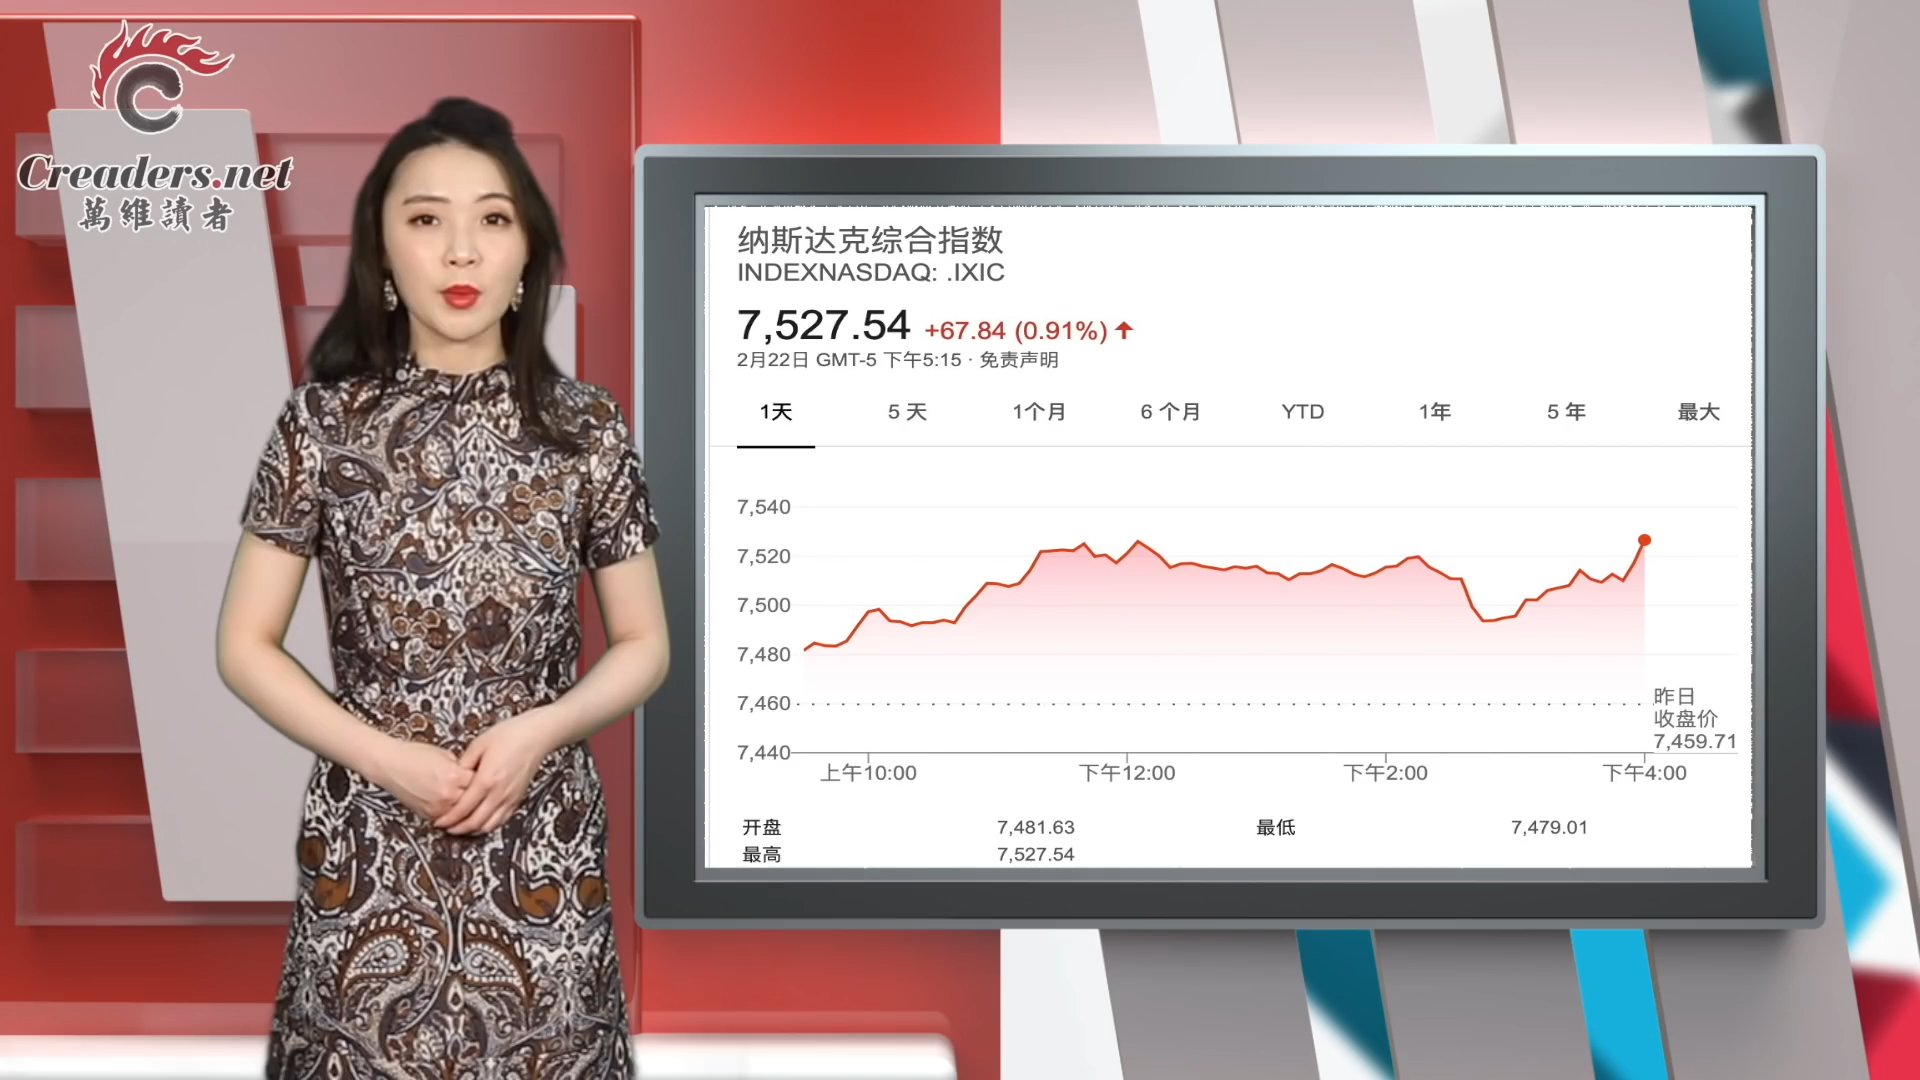 Creaders.net
萬維讀者
纳斯达克综合指数
INDEXNASDAQ: .IXIC
7,527.54 +67.84 (0.91%)↑
2月22日 GMT-5 下午5:15 · 免责声明
1天 5 天 1个月 6 个月 YTD 1年 5 年 最大
7,540
7,520
7,500
7,480
7,460
7,440
昨日
收盘价
7,459.71
上午10:00 下午12:00 下午2:00 下午4:00
开盘 7,481.63 最低 7,479.01
最高 7,527.54